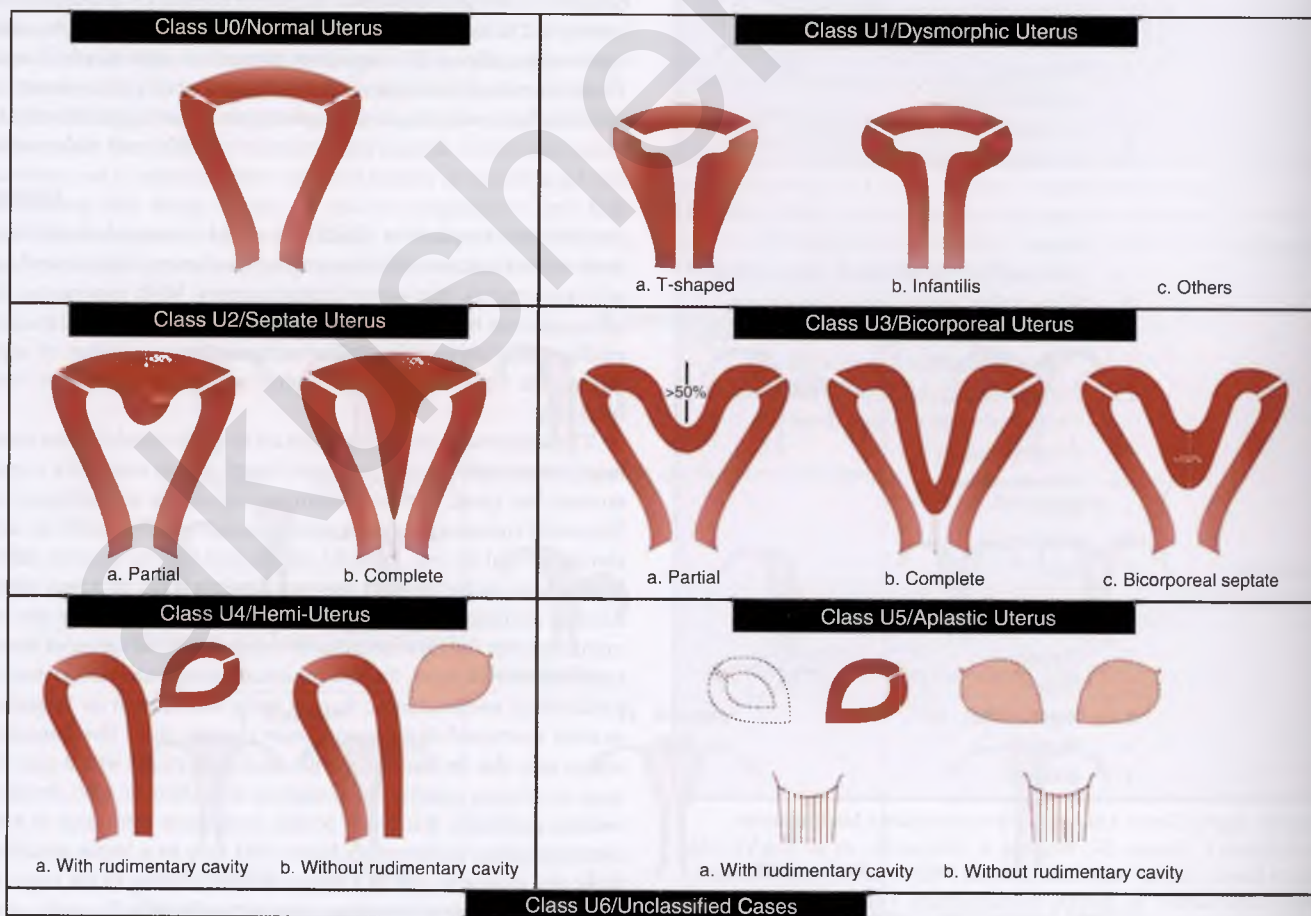 Class U0/Normal Uterus
Class U1/Dysmorphic Uterus
a. T-shaped
b. Infantilis
c. Others
Class U2/Septate Uterus
a. Partial
b. Complete
Class U3/Bicorporeal Uterus
>50%
a. Partial
b. Complete
c. Bicorporeal septate
Class U4/Hemi-Uterus
a. With rudimentary cavity
b. Without rudimentary cavity
Class U5/Aplastic Uterus
a. With rudimentary cavity
b. Without rudimentary cavity
Class U6/Unclassified Cases
akusher